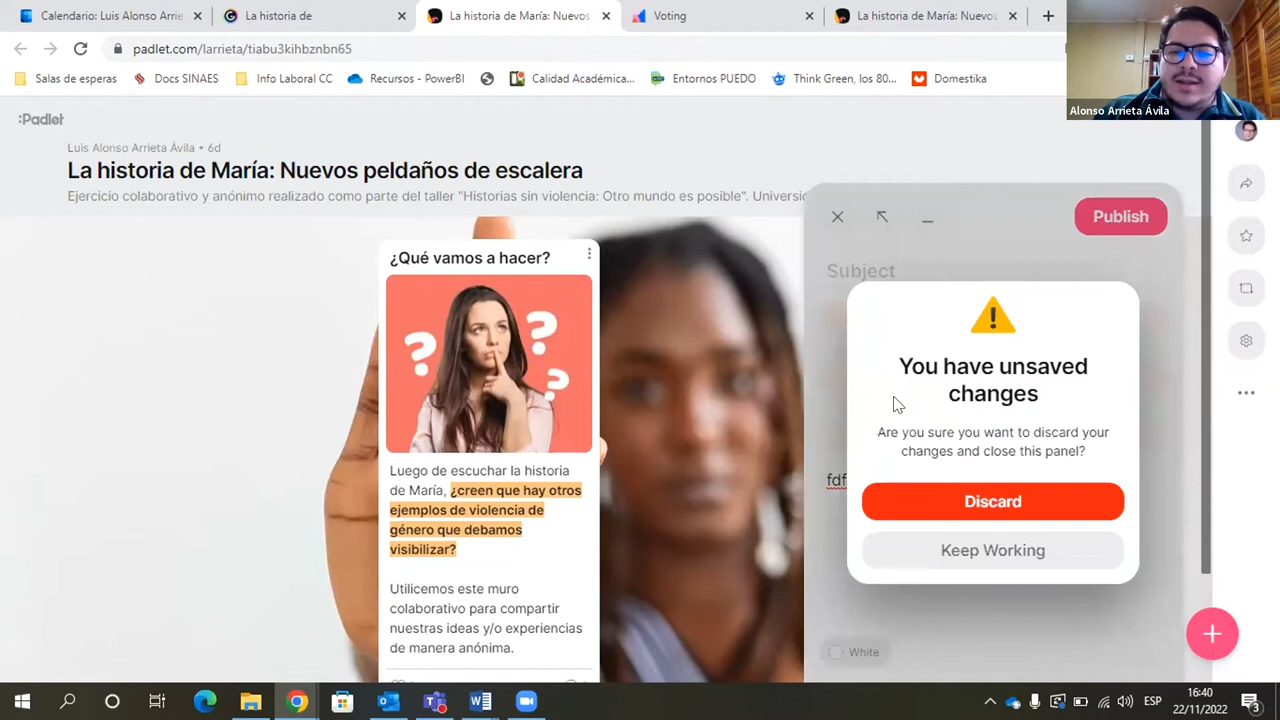 Calendario: Luis Alonso Arrie
La historia de
La historia de María: Nuevos
Voting
La historia de María: Nuevos
padlet.com/larrieta/tiabu3kihbznbn65
Salas de esperas
Docs SINAES
Info Laboral CC
Recursos - PowerBI
Calidad Académica...
Entornos PUEDO
Think Green, los 80...
Domestika
Alonso Arrieta Ávila
:Padlet
Luis Alonso Arrieta Ávila • 6d
La historia de María: Nuevos peldaños de escalera
Ejercicio colaborativo y anónimo realizado como parte del taller "Historias sin violencia: Otro mundo es posible". Universi
Publish
Subject
¿Qué vamos a hacer?
? ? ?
Luego de escuchar la historia
de María, ¿creen que hay otros
ejemplos de violencia de
género que debamos
visibilizar?
Utilicemos este muro
colaborativo para compartir
nuestras ideas y/o experiencias
de manera anónima.
You have unsaved
changes
Are you sure you want to discard your
changes and close this panel?
fdf
Discard
Keep Working
White
ESP
16:40
22/11/2022
3